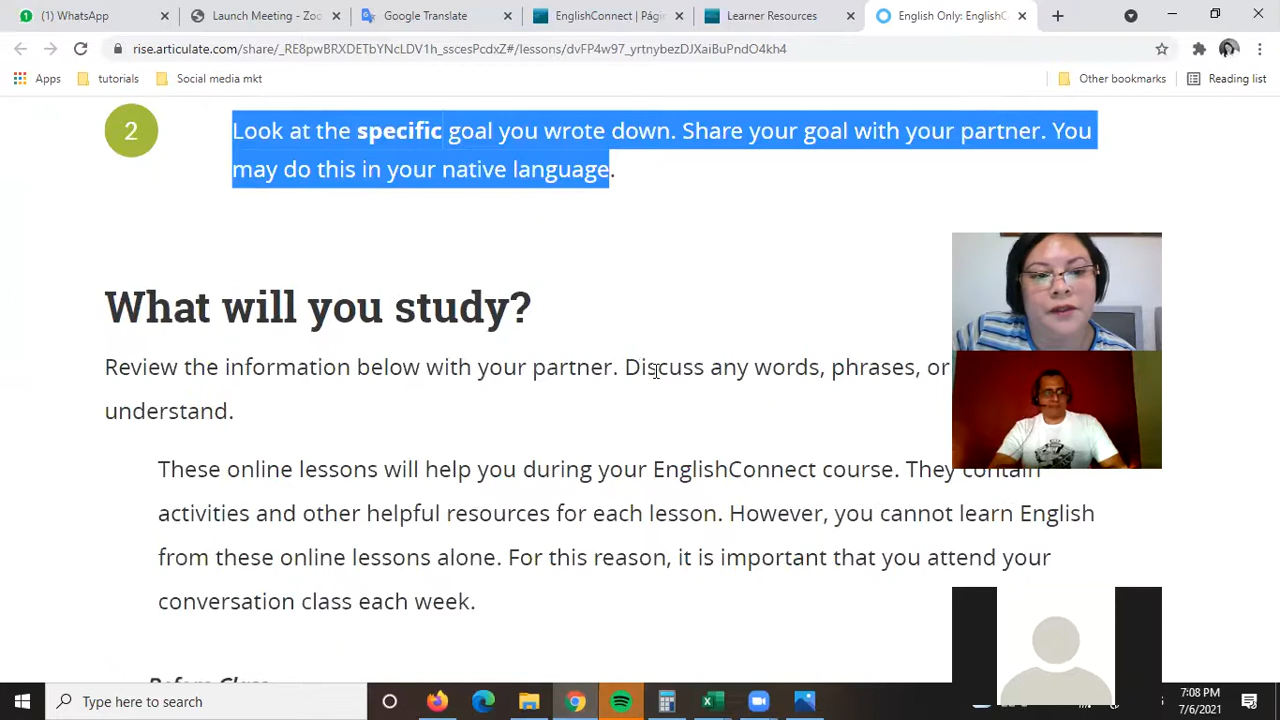 (1) WhatsApp
Launch Meeting - Zoo
Google Translate
EnglishConnect | Pági
Learner Resources
English Only: EnglishC
rise.articulate.com/share/_RE8pwBRXDETbYNcLDV1h_sscesPcdxZ#/lessons/dvFP4w97_yrtnybezDJXaiBuPndO4kh4
Apps tutorials Social media mkt Other bookmarks Reading list
2
Look at the specific goal you wrote down. Share your goal with your partner. You
may do this in your native language.
What will you study?
Review the information below with your partner. Discuss any words, phrases, or
understand.
These online lessons will help you during your EnglishConnect course. They contain
activities and other helpful resources for each lesson. However, you cannot learn English
from these online lessons alone. For this reason, it is important that you attend your
conversation class each week.
Before Class
Type here to search
7:08 PM
7/6/2021